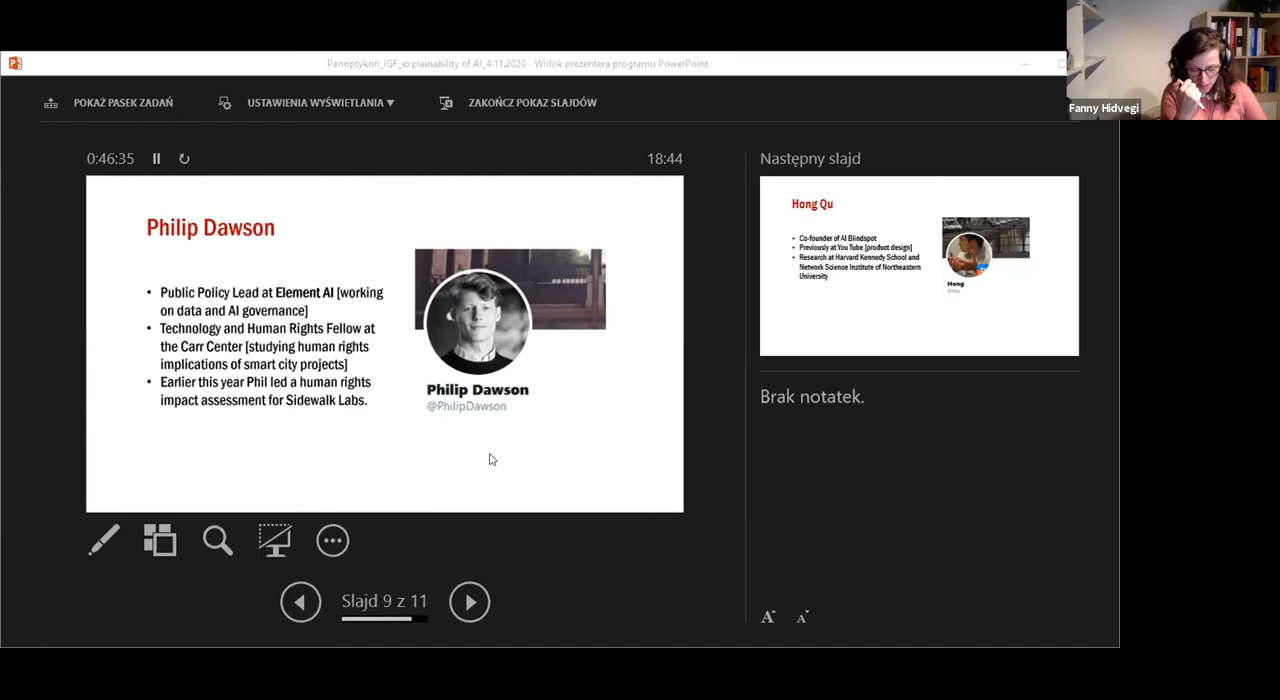 Panoptykon_IGF_explainability of AI_4.11.2020 - Widok prezentera programu PowerPoint
Fanny Hidvegi
POKAŻ PASEK ZADAŃ
USTAWIENIA WYŚWIETLANIA
ZAKOŃCZ POKAZ SLAJDÓW
0:46:35
18:44
Philip Dawson
• Public Policy Lead at Element AI [working
on data and AI governance]
• Technology and Human Rights Fellow at
the Carr Center [studying human rights
implications of smart city projects]
• Earlier this year Phil led a human rights
impact assessment for Sidewalk Labs.
Philip Dawson
@PhilipDawson
Slajd 9 z 11
Następny slajd
Hong Qu
• Co-founder of AI Blindspot
• Previously at You Tube [product design]
• Research at Harvard Kennedy School and
Network Science Institute of Northeastern
University
Hong
Brak notatek.
A A